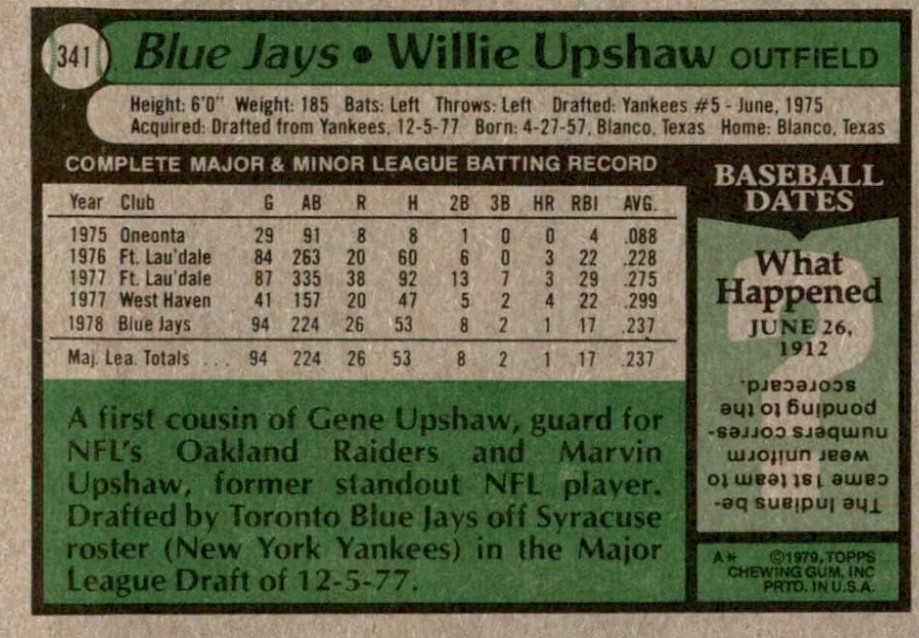 341 Blue Jays • Willie Upshaw OUTFIELD
Height: 6'0" Weight: 185 Bats: Left Throws: Left Drafted: Yankees #5 - June, 1975
Acquired: Drafted from Yankees, 12-5-77 Born: 4-27-57, Blanco, Texas Home: Blanco, Texas
COMPLETE MAJOR & MINOR LEAGUE BATTING RECORD
Year Club G AB R H 2B 3B HR RBI AVG.
1975 Oneonta 29 91 8 8 1 0 0 4 .088
1976 Ft. Lau'dale 84 263 20 60 6 0 3 22 .228
1977 Ft. Lau'dale 87 335 38 92 13 7 3 29 .275
1977 West Haven 41 157 20 47 5 2 4 22 .299
1978 Blue Jays 94 224 26 53 8 2 1 17 .237
Maj. Lea. Totals ... 94 224 26 53 8 2 1 17 .237
A first cousin of Gene Upshaw, guard for
NFL's Oakland Raiders and Marvin
Upshaw, former standout NFL player.
Drafted by Toronto Blue Jays off Syracuse
roster (New York Yankees) in the Major
League Draft of 12-5-77.
BASEBALL
DATES
What
Happened
JUNE 26,
1912
The Indians be-
came 1st team to
wear uniform
numbers corres-
ponding to the
scorecard.
A* ©1979, TOPPS
CHEWING GUM, INC
PRTD. IN U.S.A.